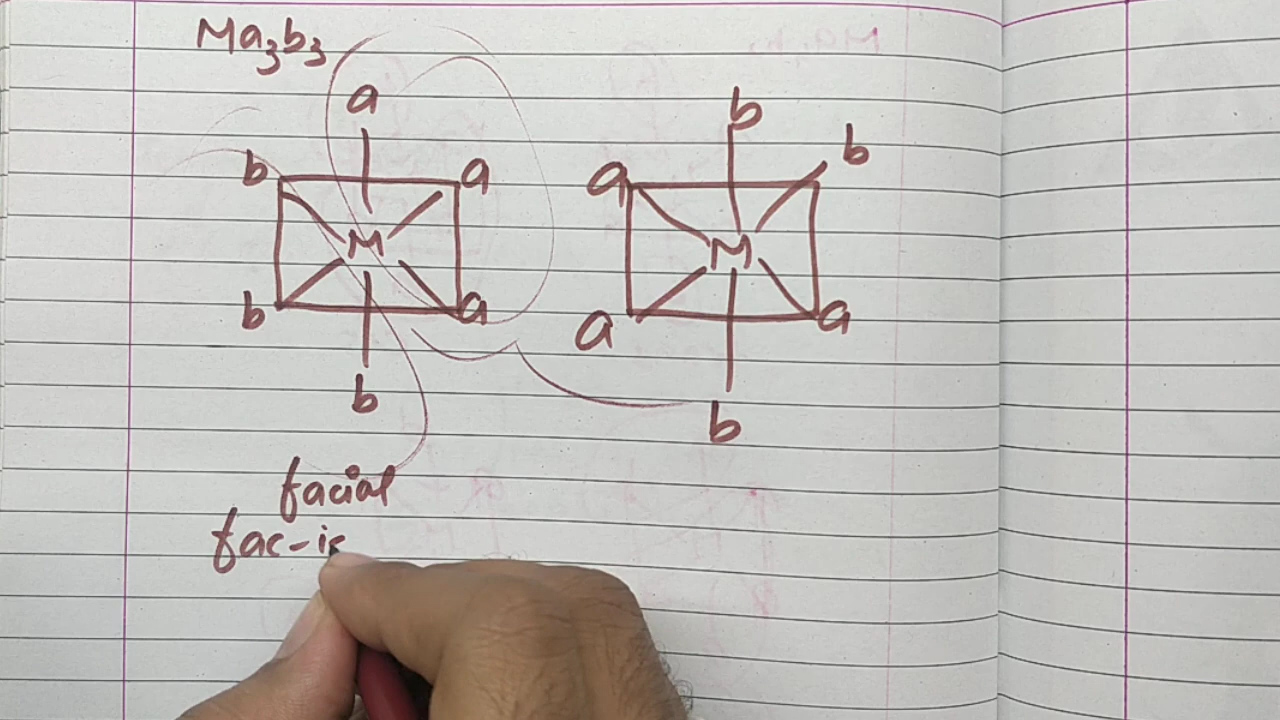 Ma3b3
a b
b a a b
M M
b a a a
b b
facial
fac-is